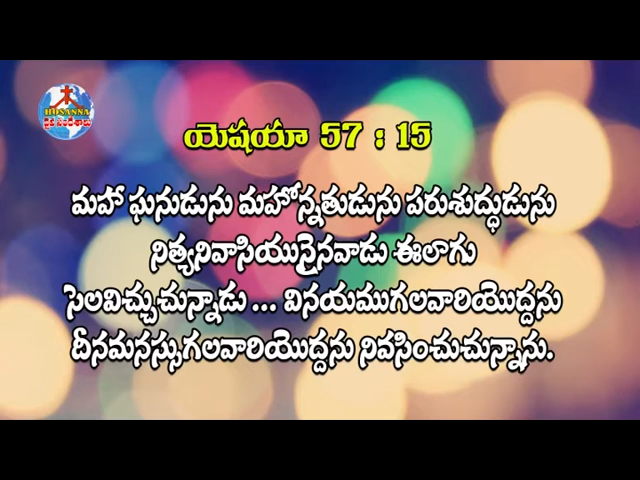 HOSANNA
యెషయా 57 : 15
మహా ఘనుడును మహోన్నతుడును పరుశుద్ధుడును
నిత్యనివాసియునైనవాడు ఈలాగు
సెలవిచ్చుచున్నాడు ... వినయముగలవారియొద్దను
దీనమనస్సుగలవారియొద్దను నివసించుచున్నాను.